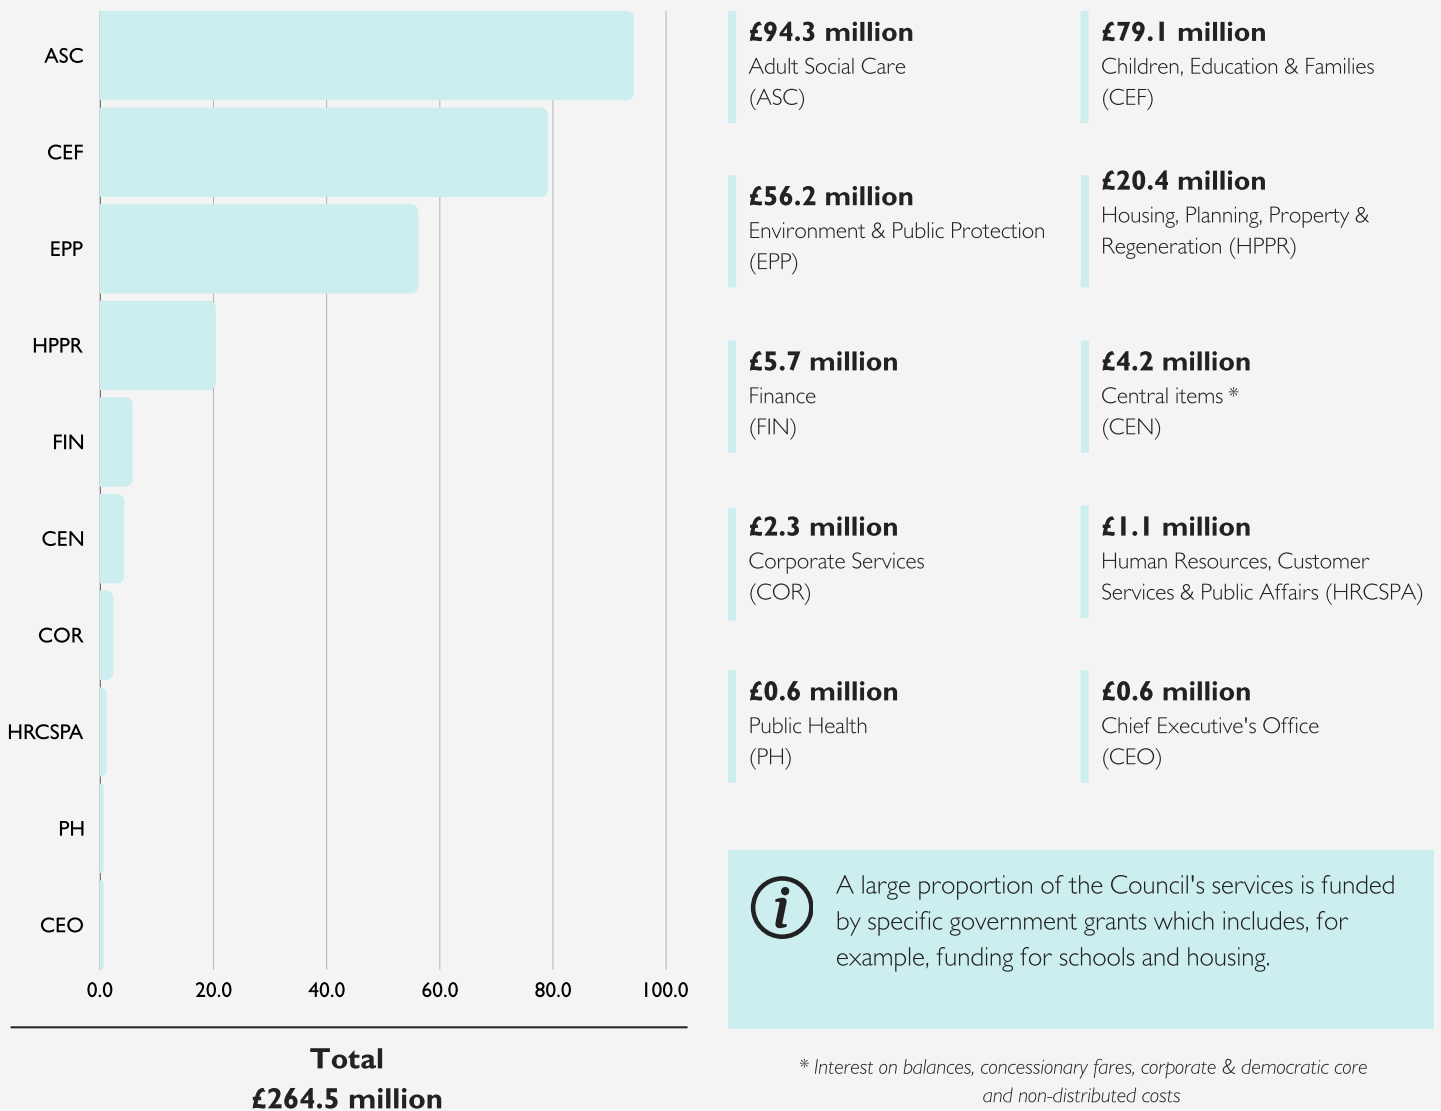 ASC
CEF
EPP
HPPR
FIN
CEN
COR
HRCSPA
PH
CEO
0.0 20.0 40.0 60.0 80.0 100.0
Total
£264.5 million
£94.3 million
Adult Social Care
(ASC)
£79.1 million
Children, Education & Families
(CEF)
£56.2 million
Environment & Public Protection
(EPP)
£20.4 million
Housing, Planning, Property &
Regeneration (HPPR)
£5.7 million
Finance
(FIN)
£4.2 million
Central items *
(CEN)
£2.3 million
Corporate Services
(COR)
£1.1 million
Human Resources, Customer
Services & Public Affairs (HRCSPA)
£0.6 million
Public Health
(PH)
£0.6 million
Chief Executive's Office
(CEO)
i
A large proportion of the Council's services is funded
by specific government grants which includes, for
example, funding for schools and housing.
* Interest on balances, concessionary fares, corporate & democratic core
and non-distributed costs